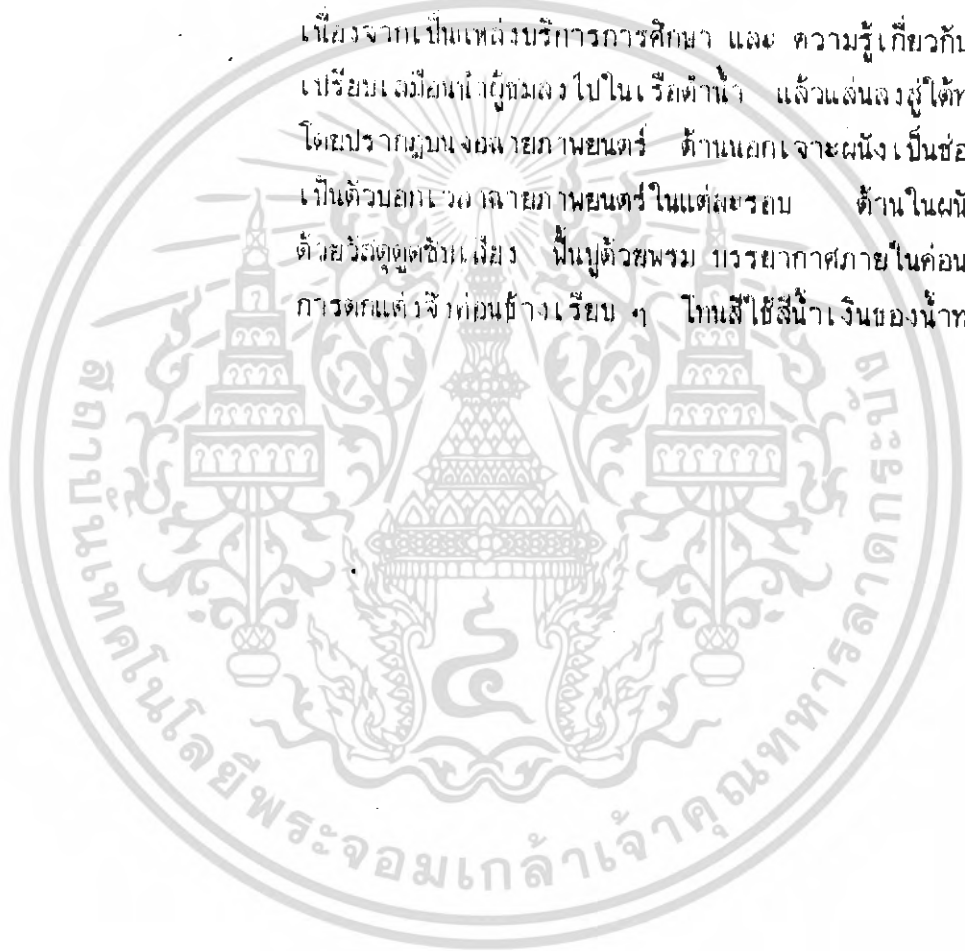 เนื่องจากเป็นแหล่งบริการการศึกษา และ ความรู้เกี่ยวกับ
เปรียบเสมือนนำผู้ชมลงไปในเรือดำน้ำ แล้วแล่นลงสู่ใต้ท
โดยปรากฏบนจอฉายภาพยนตร์ ด้านนอกเจาะผนังเป็นช่อ
เป็นตัวบอกเวลาฉายภาพยนตร์ในแต่ละรอบ ด้านในผนั
ด้วยวัสดุดูดซับเสียง พื้นปูด้วยพรม บรรยากาศภายในค่อน
การตกแต่งจึงค่อนข้างเรียบ ๆ โทนสีใช้สีน้ำเงินของน้ำท
สถาบันเทคโนโลยีพระจอมเกล้าเจ้าคุณทหารลาดกระบัง